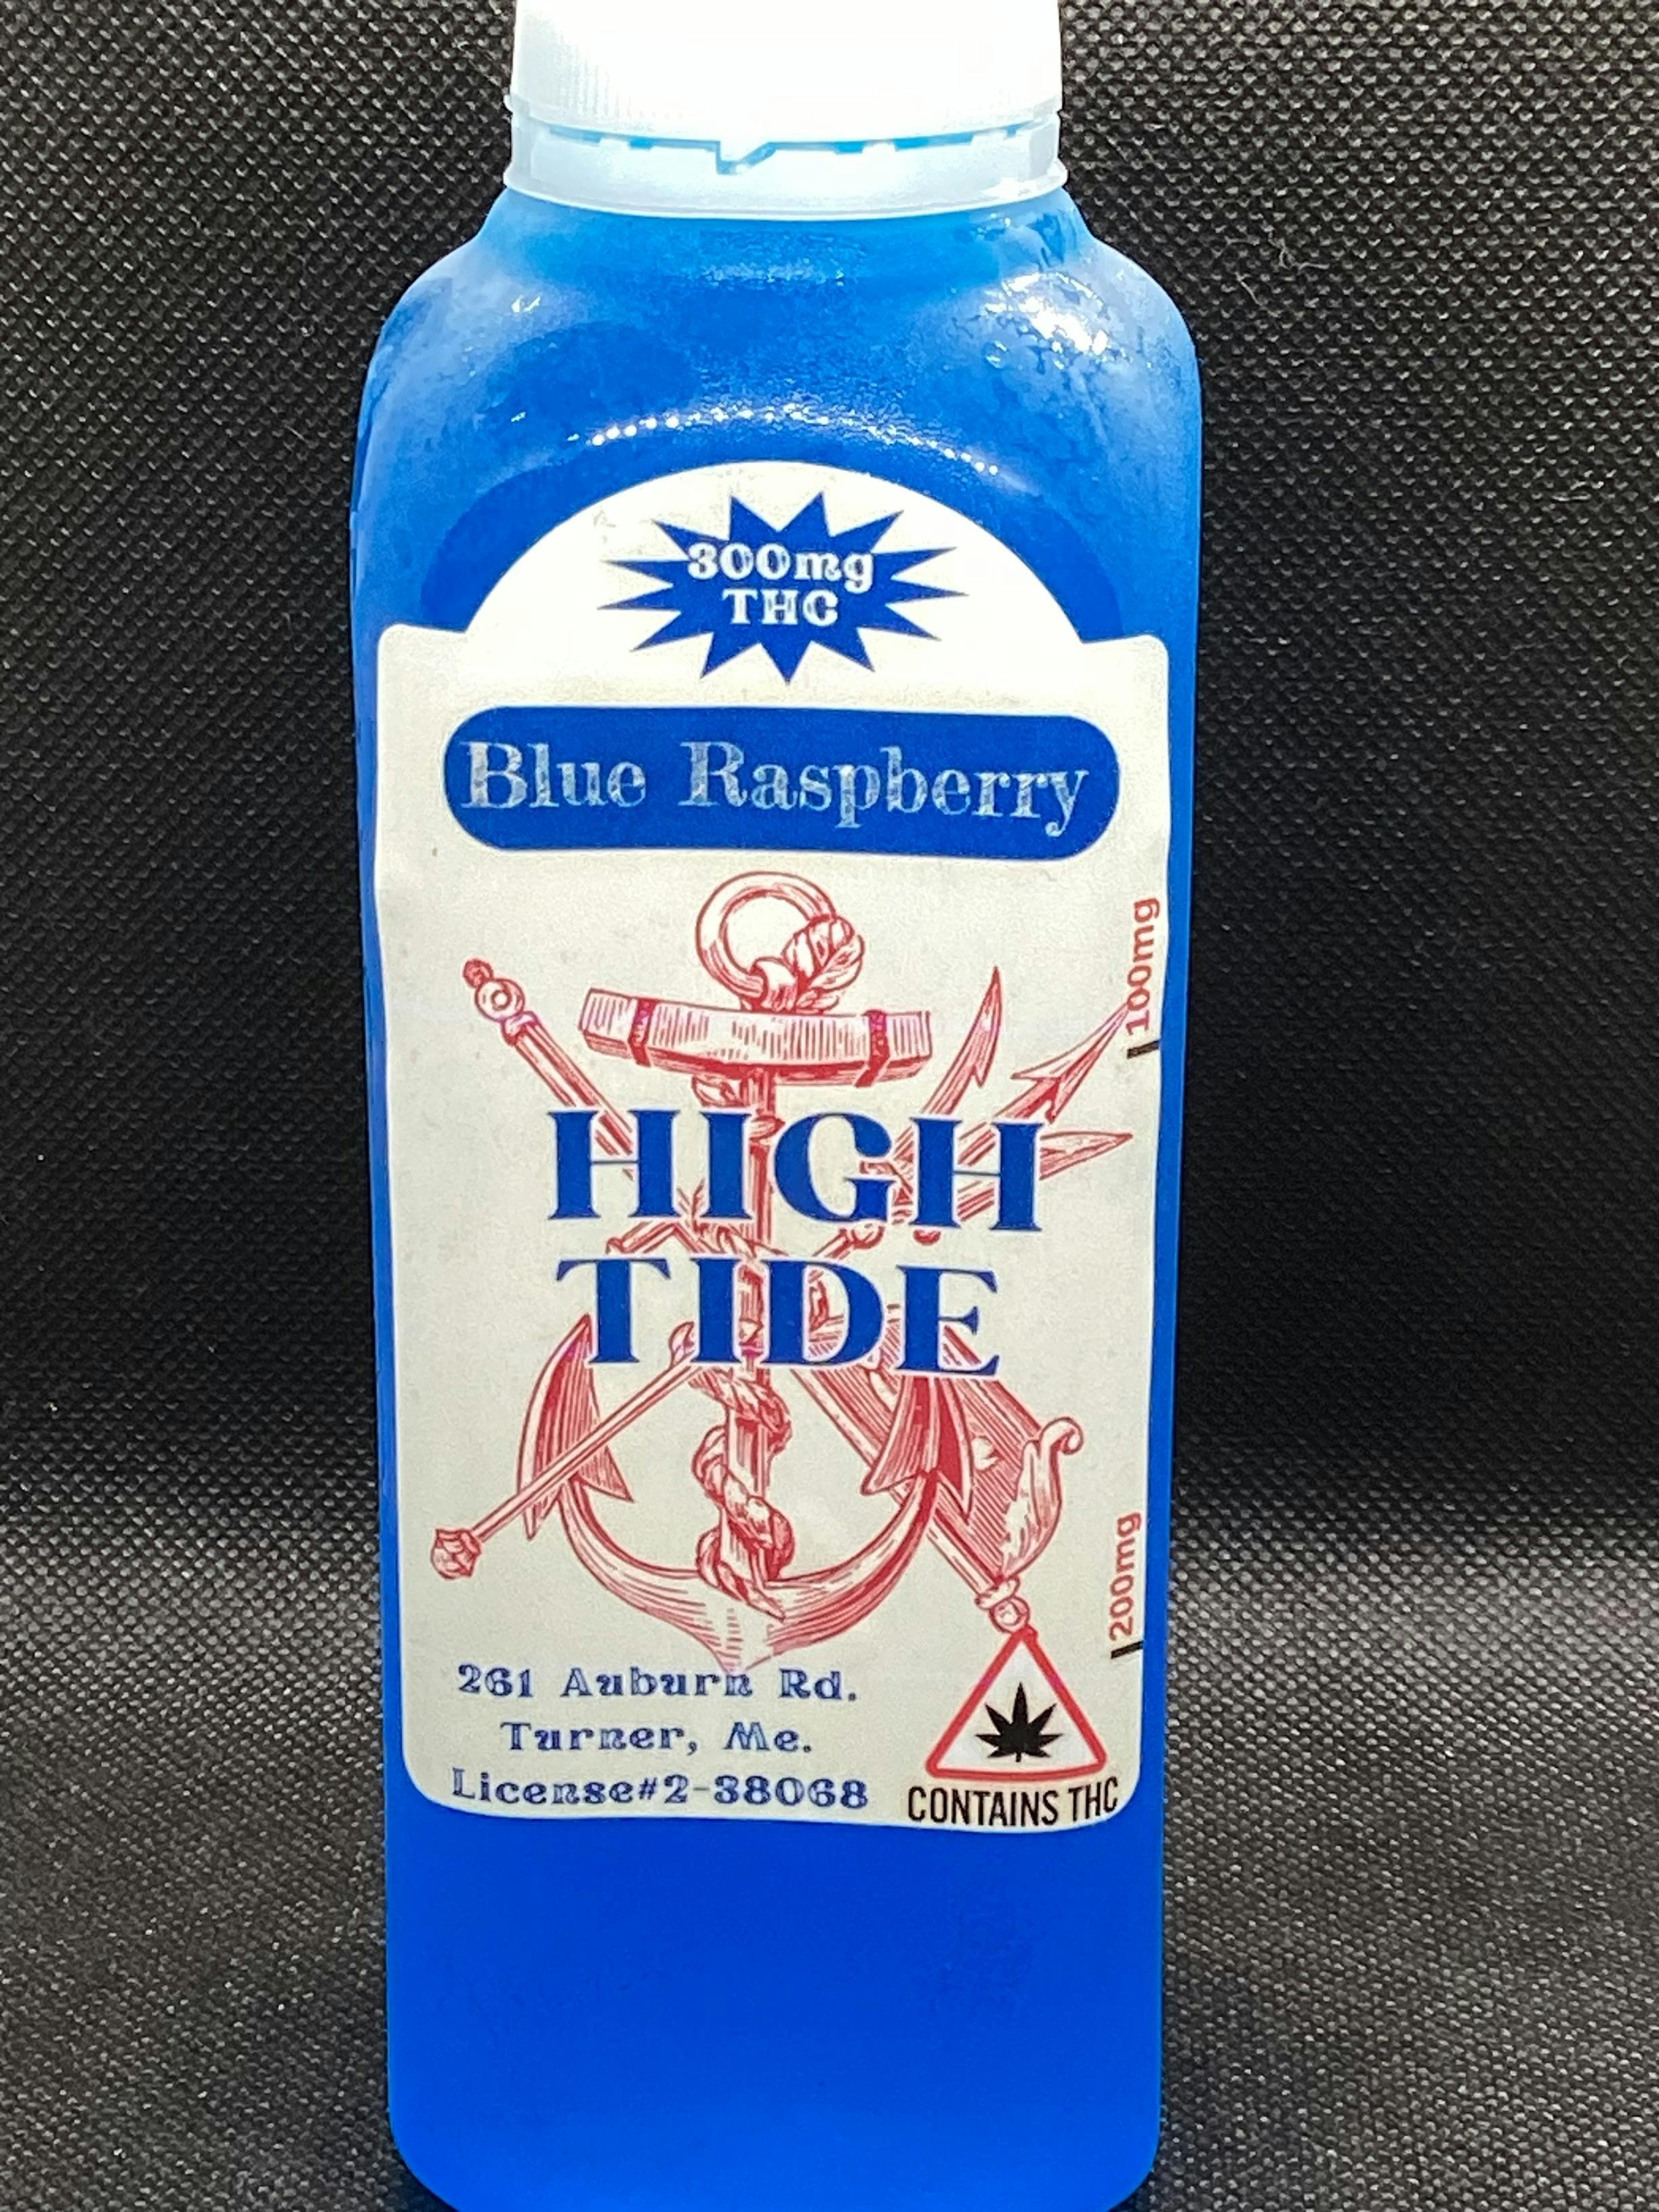 300mg
THC
Blue Raspberry
100mg
HIGH
TIDE
200mg
261 Auburn Rd.
Turner, Me.
License#2-38068
CONTAINS THC